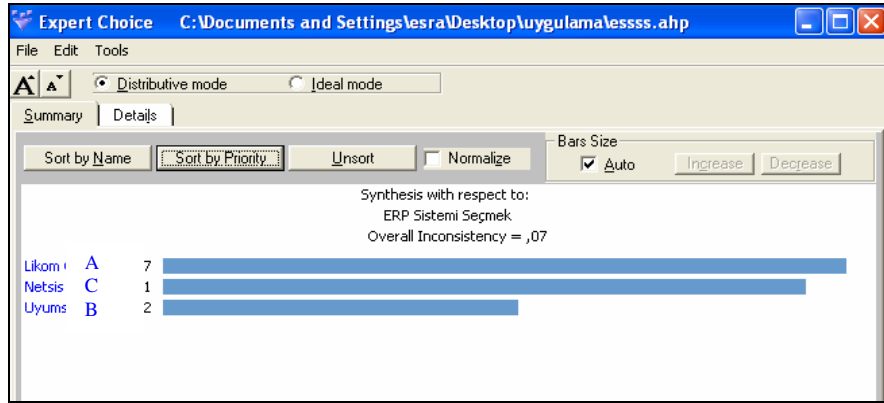 Expert Choice C:\Documents and Settings\esra\Desktop\uygulama\essss.ahp
File Edit Tools
A A Distributive mode Ideal mode
Summary Details
Sort by Name Sort by Priority Unsort Normalize Bars Size Auto Increase Decrease
Synthesis with respect to:
ERP Sistemi Seçmek
Overall Inconsistency = ,07
Likom A 7
Netsis C 1
Uyums B 2